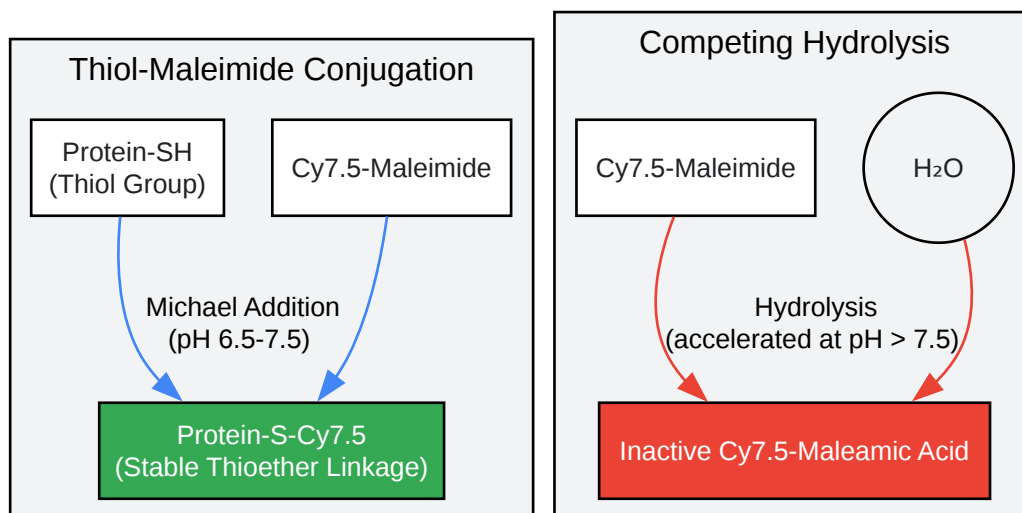 Thiol-Maleimide Conjugation
Protein-SH
(Thiol Group)
Cy7.5-Maleimide
Michael Addition
(pH 6.5-7.5)
Protein-S-Cy7.5
(Stable Thioether Linkage)
Competing Hydrolysis
Cy7.5-Maleimide
H₂O
Hydrolysis
(accelerated at pH > 7.5)
Inactive Cy7.5-Maleamic Acid